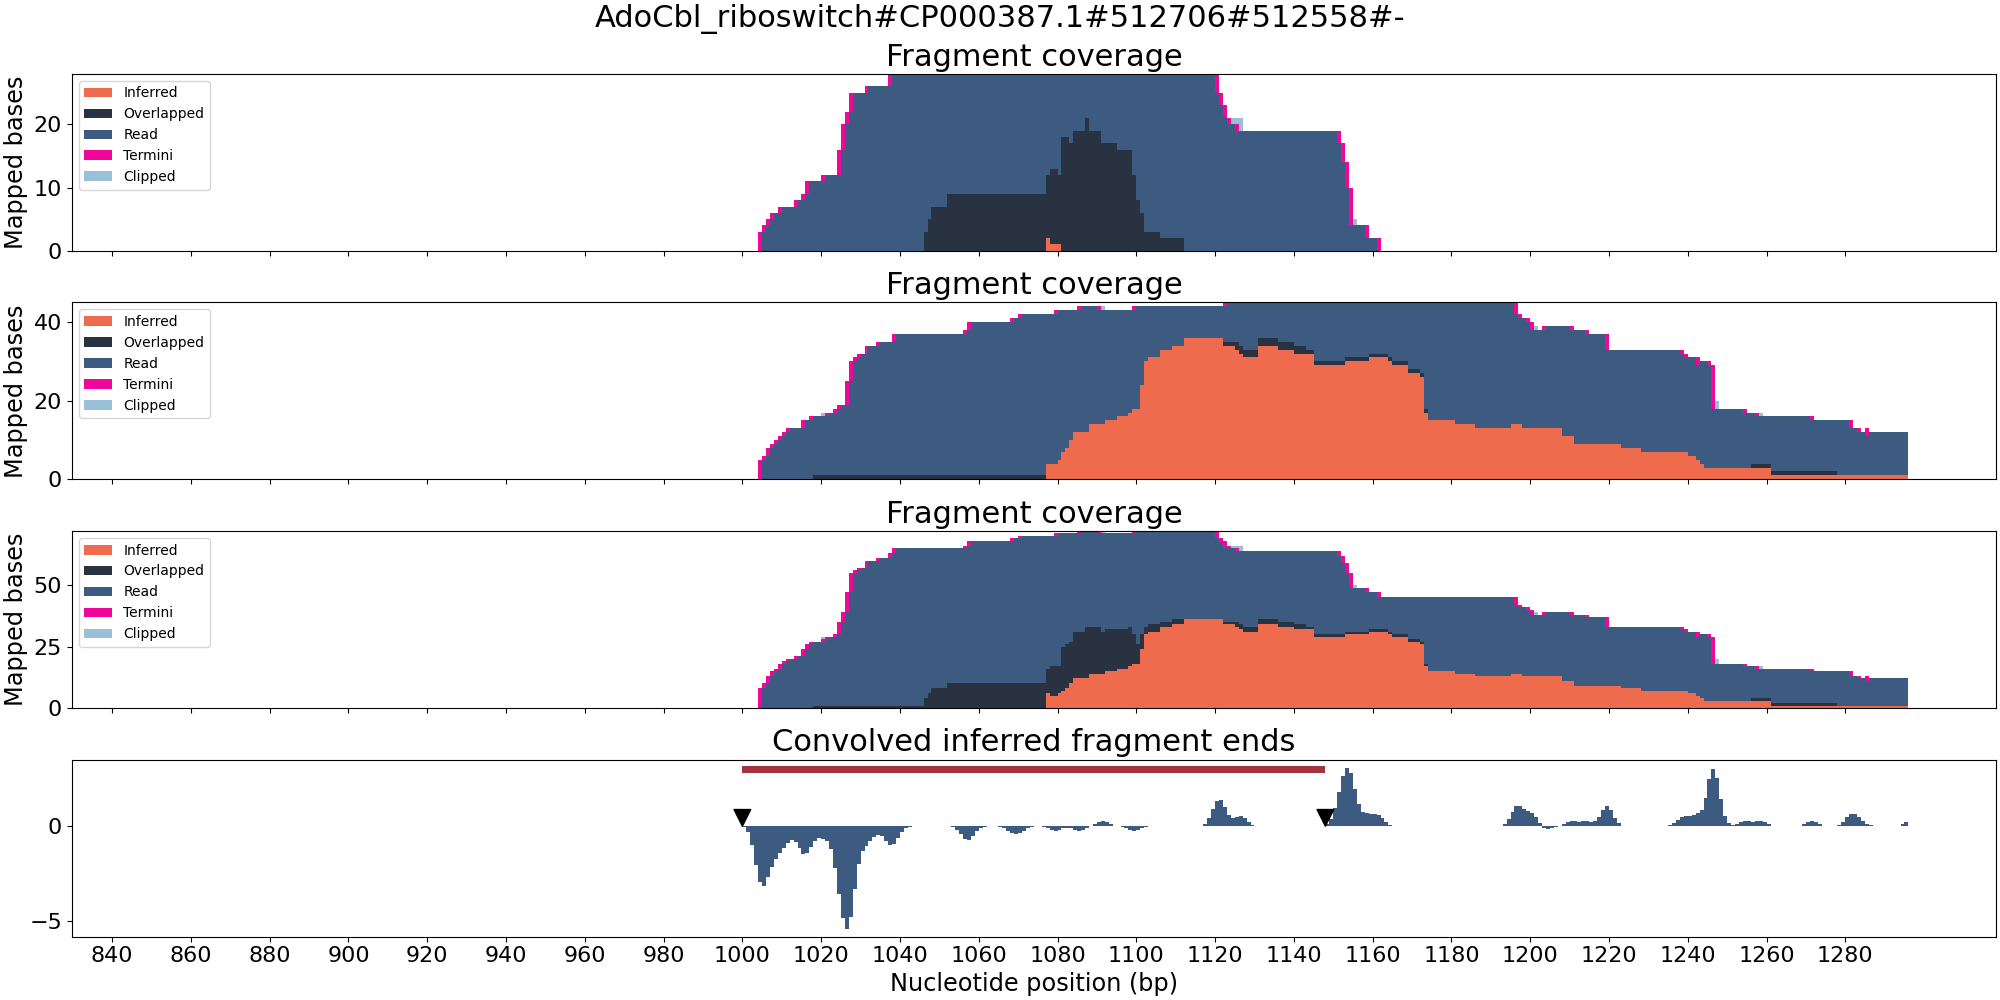 AdoCbl_riboswitch#CP000387.1#512706#512558#-
Fragment coverage
Mapped bases
20
10
0
Inferred
Overlapped
Read
Termini
Clipped
Fragment coverage
Mapped bases
40
20
0
Inferred
Overlapped
Read
Termini
Clipped
Fragment coverage
Mapped bases
50
25
0
Inferred
Overlapped
Read
Termini
Clipped
Convolved inferred fragment ends
0
−5
840 860 880 900 920 940 960 980 1000 1020 1040 1060 1080 1100 1120 1140 1160 1180 1200 1220 1240 1260 1280
Nucleotide position (bp)